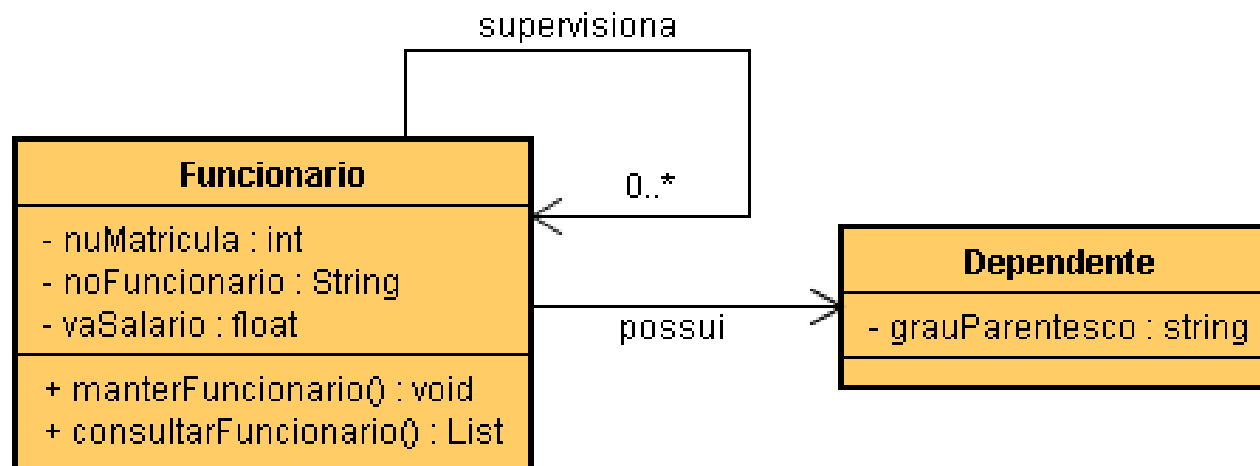 supervisiona
Funcionario
0..*
- nuMatricula : int
- noFuncionario : String
- vaSalario : float
+ manterFuncionario() : void
+ consultarFuncionario() : List
possui
Dependente
- grauParentesco : string